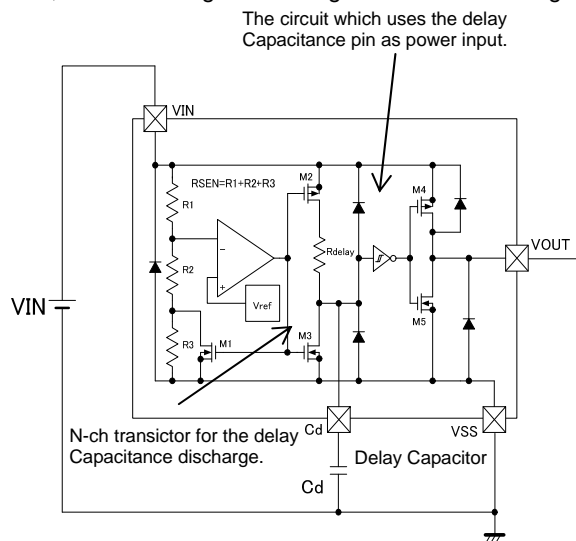 The circuit which uses the delay
Capacitance pin as power input.
VIN
RSEN=R1+R2+R3
M2
M4
R1
Rdelay
VOUT
R2
Vref
M5
VIN
R3
M1
M3
Cd
VSS
N-ch transictor for the delay
Capacitance discharge.
Delay Capacitor
Cd